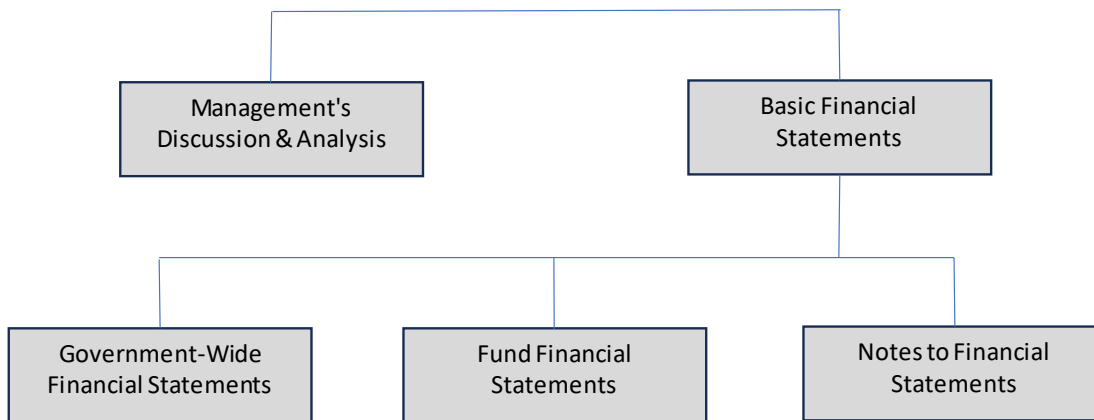 Management's
Discussion & Analysis
Basic Financial
Statements
Government-Wide
Financial Statements
Fund Financial
Statements
Notes to Financial
Statements